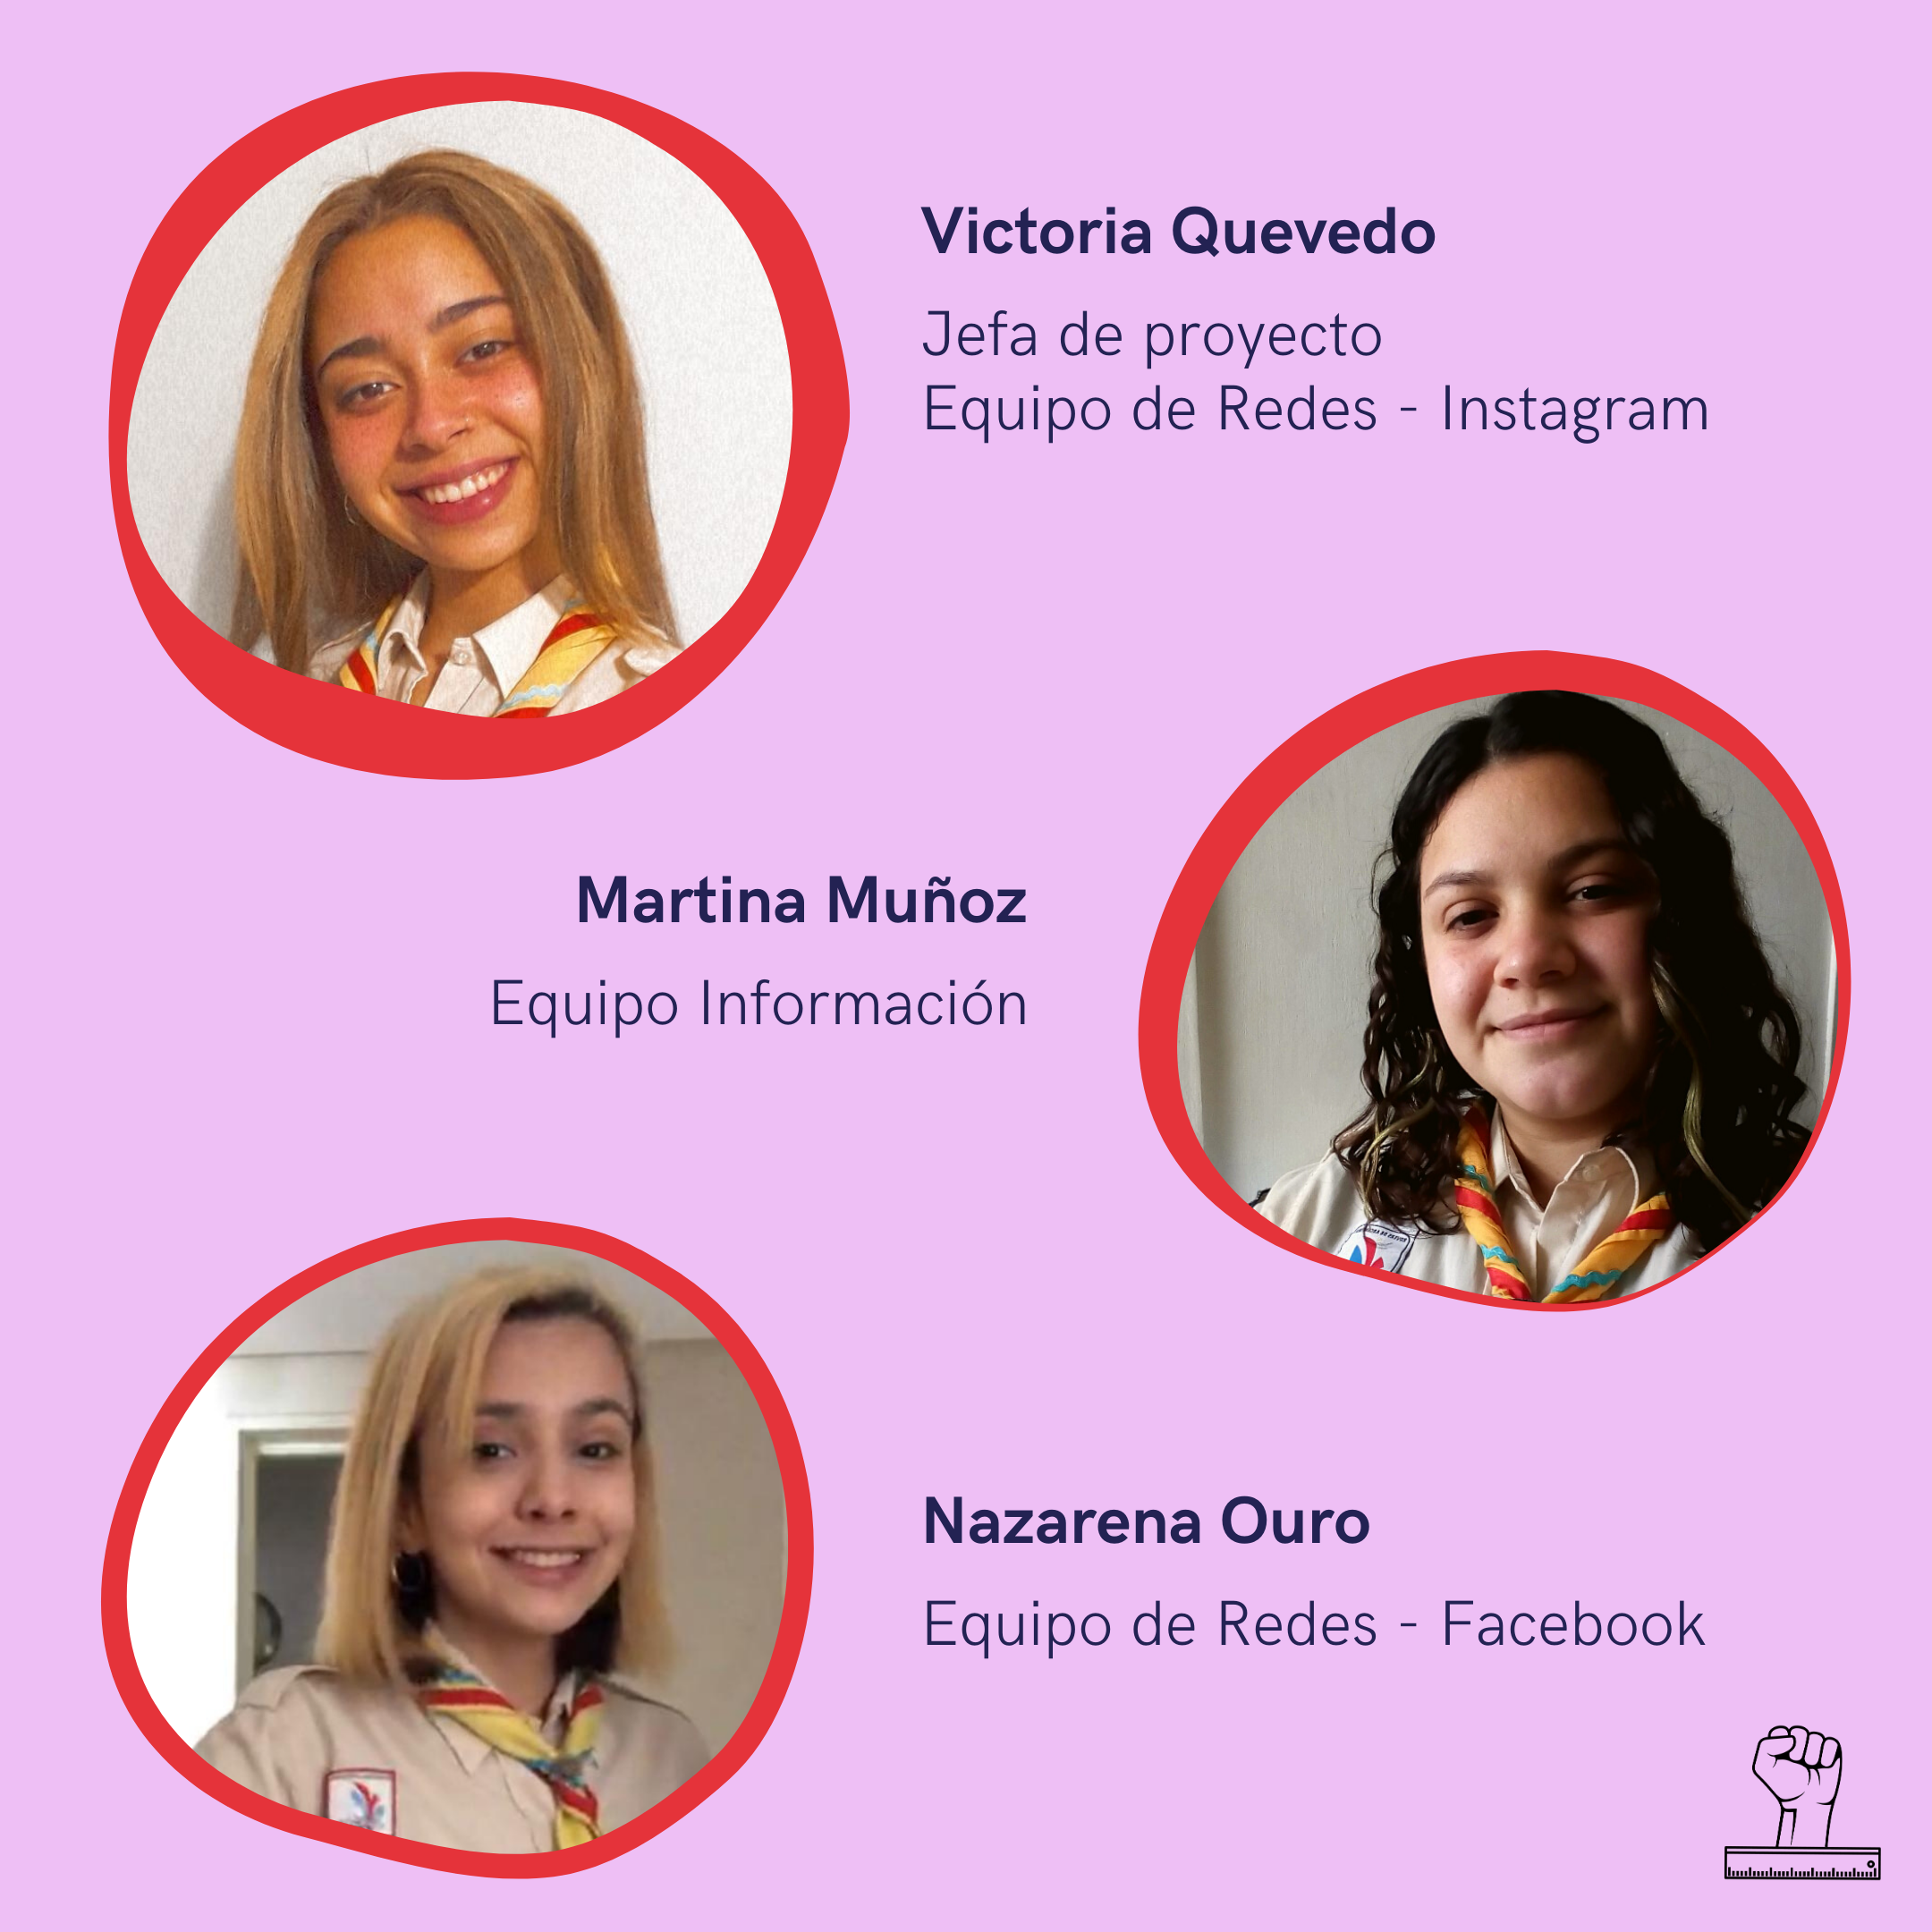 Victoria Quevedo
Jefa de proyecto
Equipo de Redes - Instagram
Martina Muñoz
Equipo Información
Nazarena Ouro
Equipo de Redes - Facebook